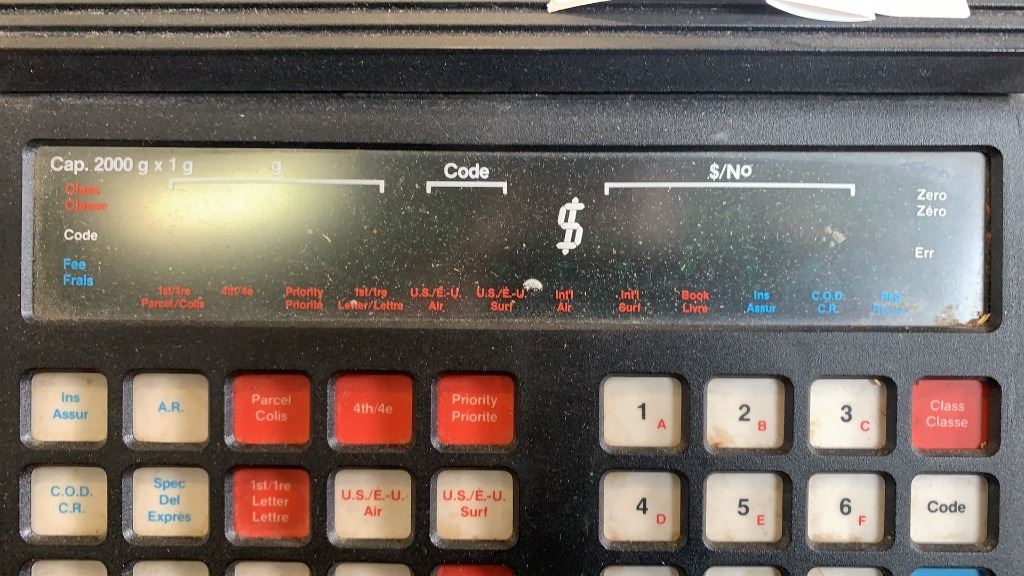 Cap. 2000 g x 1 g g Code $/No
Class
Classe
Zero
Zéro
Code
$
Err
Fee
Frais
1st/1re
Parcel/Colis
4th/4e
Priority
Priorité
1st/1re
Letter/Lettre
U.S./É.-U.
Air
U.S./É.-U.
Surf
Int'l
Air
Int'l
Surf
Book
Livre
Ins
Assur
C.O.D.
C.R.
Ins
Assur
A.R.
Parcel
Colis
4th/4e
Priority
Priorité
1 A
2 B
3 C
Class
Classe
C.O.D.
C.R.
Spec
Del
Exprès
1st/1re
Letter
Lettre
U.S./É.-U.
Air
U.S./É.-U.
Surf
4 D
5 E
6 F
Code